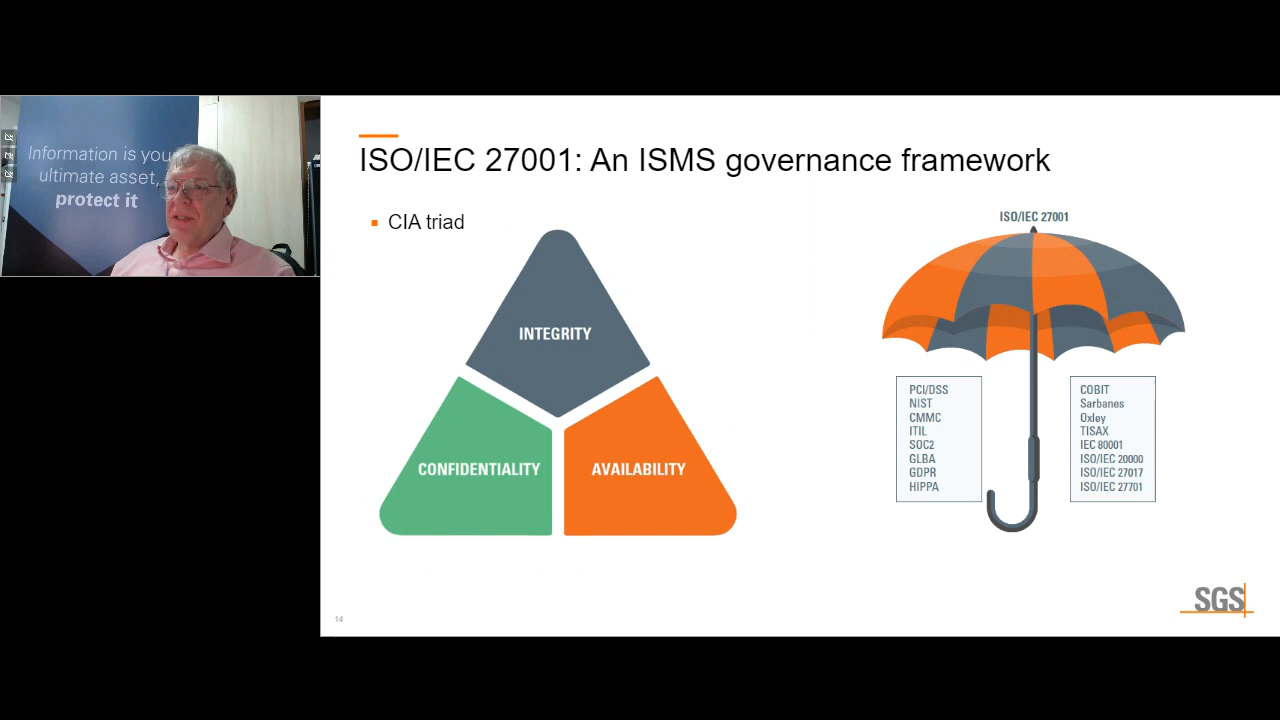 Information is you
ultimate asset,
protect it
ISO/IEC 27001: An ISMS governance framework
CIA triad
INTEGRITY
CONFIDENTIALITY
AVAILABILITY
ISO/IEC 27001
PCI/DSS
NIST
CMMC
ITIL
SOC2
GLBA
GDPR
HIPPA
COBIT
Sarbanes
Oxley
TISAX
IEC 80001
ISO/IEC 20000
ISO/IEC 27017
ISO/IEC 27701
14
SGS